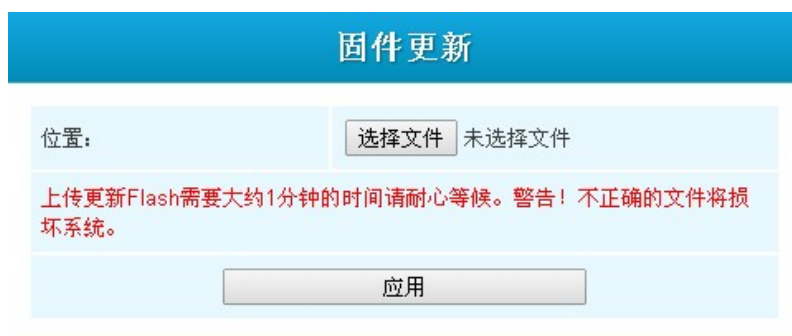 固件更新
位置：
选择文件 未选择文件
上传更新Flash需要大约1分钟的时间请耐心等候。警告！不正确的文件将损
坏系统。
应用